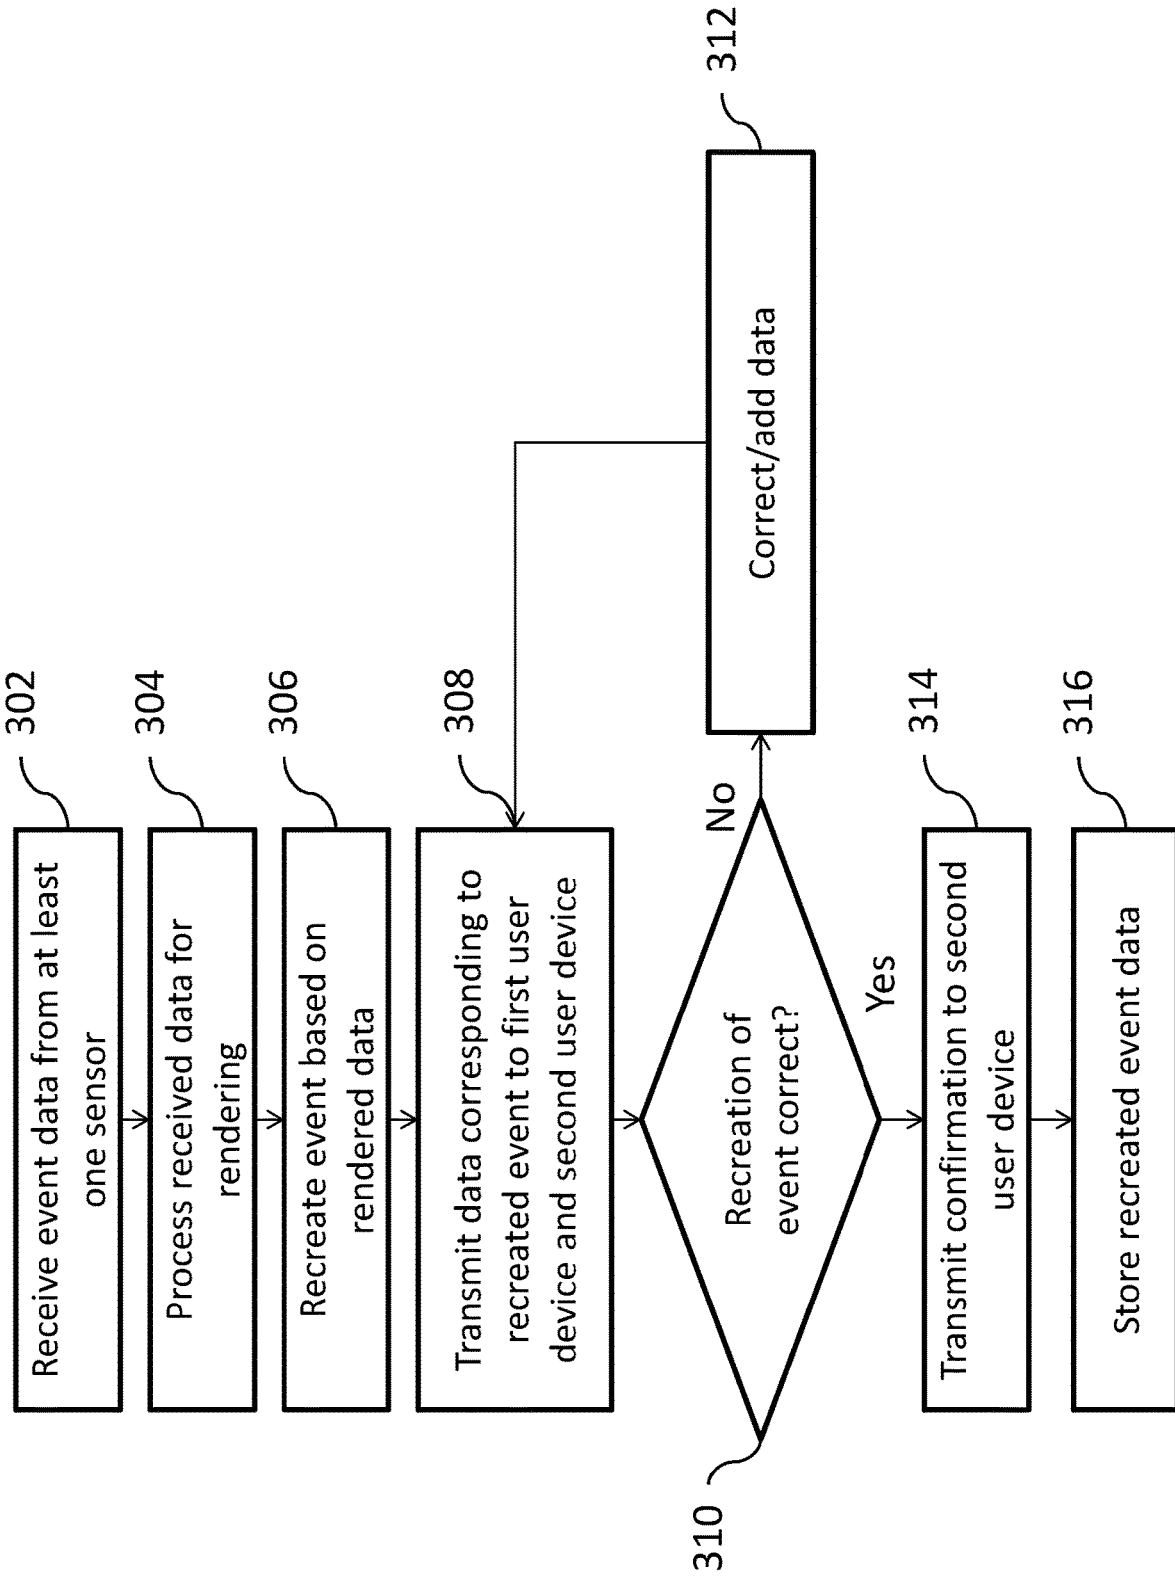 302
Receive event data from at least
one sensor
304
Process received data for
rendering
306
Recreate event based on
rendered data
308
Transmit data corresponding to
recreated event to first user
device and second user device
310
Recreation of
event correct?
No
312
Correct/add data
Yes
314
Transmit confirmation to second
user device
316
Store recreated event data